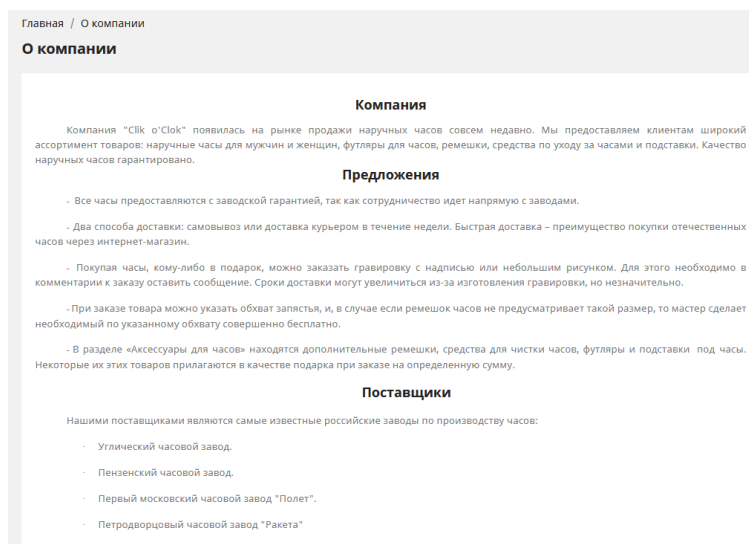 Главная / О компании
О компании
Компания
Компания "Clik o'Clok" появилась на рынке продажи наручных часов совсем недавно. Мы предоставляем клиентам широкий
ассортимент товаров: наручные часы для мужчин и женщин, футляры для часов, ремешки, средства по уходу за часами и подставки. Качество
наручных часов гарантировано.
Предложения
- Все часы предоставляются с заводской гарантией, так как сотрудничество идет напрямую с заводами.
- Два способа доставки: самовывоз или доставка курьером в течение недели. Быстрая доставка – преимущество покупки отечественных
часов через интернет-магазин.
- Покупая часы, кому-либо в подарок, можно заказать гравировку с надписью или небольшим рисунком. Для этого необходимо в
комментарии к заказу оставить сообщение. Сроки доставки могут увеличиться из-за изготовления гравировки, но незначительно.
- При заказе товара можно указать обхват запястья, и, в случае если ремешок часов не предусматривает такой размер, то мастер сделает
необходимый по указанному обхвату совершенно бесплатно.
- В разделе «Аксессуары для часов» находятся дополнительные ремешки, средства для чистки часов, футляры и подставки под часы.
Некоторые их этих товаров прилагаются в качестве подарка при заказе на определенную сумму.
Поставщики
Нашими поставщиками являются самые известные российские заводы по производству часов:
· Угличский часовой завод.
· Пензенский часовой завод.
· Первый московский часовой завод "Полет".
· Петродворцовый часовой завод "Ракета"